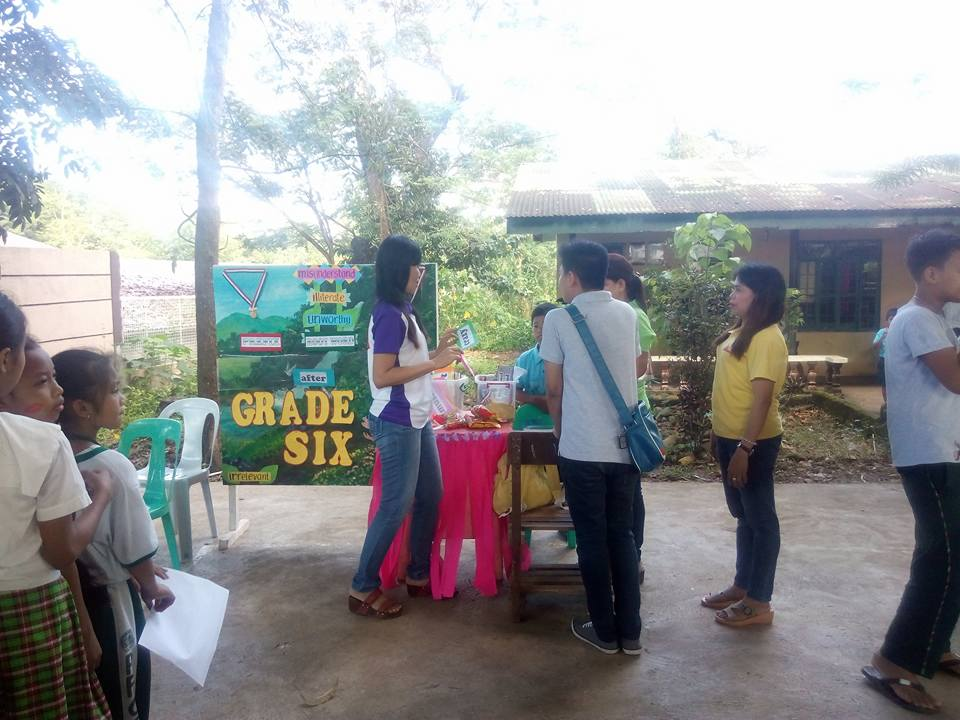 misunderstand
illiterate
unworthy
after
GRADE
SIX
irrelevant